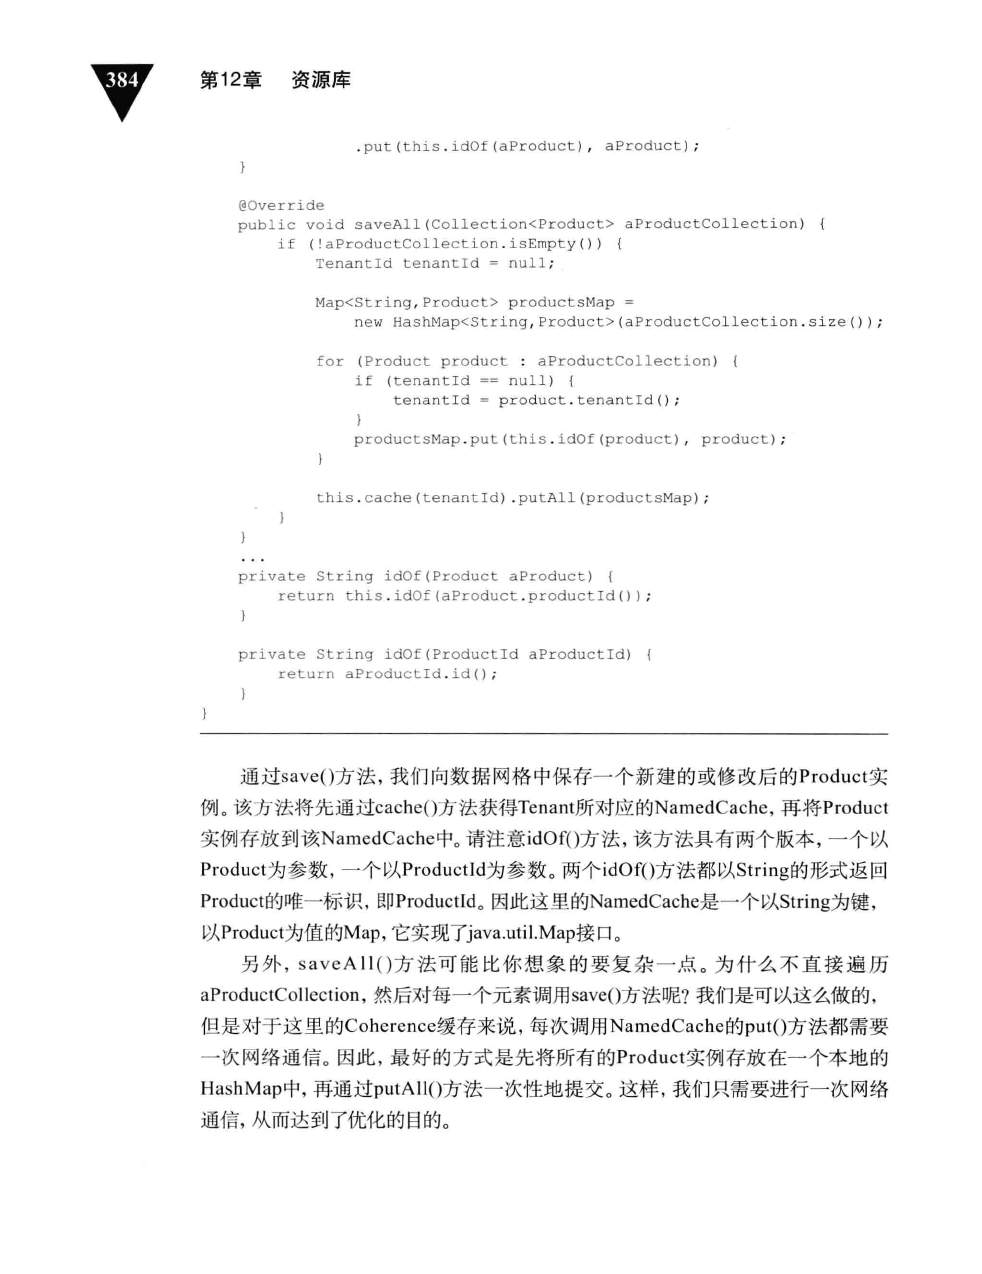 384 第12章 资源库
.put(this.idOf(aProduct), aProduct);
}
@Override
public void saveAll(Collection<Product> aProductCollection) {
if (!aProductCollection.isEmpty()) {
TenantId tenantId = null;
Map<String,Product> productsMap =
new HashMap<String,Product>(aProductCollection.size());
for (Product product : aProductCollection) {
if (tenantId == null) {
tenantId = product.tenantId();
}
productsMap.put(this.idOf(product), product);
}
this.cache(tenantId).putAll(productsMap);
}
}
...
private String idOf(Product aProduct) {
return this.idOf(aProduct.productId());
}
private String idOf(ProductId aProductId) {
return aProductId.id();
}
}
通过save()方法，我们向数据网格中保存一个新建的或修改后的Product实
例。该方法将先通过cache()方法获得Tenant所对应的NamedCache，再将Product
实例存放到该NamedCache中。请注意idOf()方法，该方法具有两个版本，一个以
Product为参数，一个以ProductId为参数。两个idOf()方法都以String的形式返回
Product的唯一标识，即ProductId。因此这里的NamedCache是一个以String为键，
以Product为值的Map，它实现了java.util.Map接口。
另外，saveAll()方法可能比你想象的要复杂一点。为什么不直接遍历
aProductCollection，然后对每一个元素调用save()方法呢？我们是可以这么做的，
但是对于这里的Coherence缓存来说，每次调用NamedCache的put()方法都需要
一次网络通信。因此，最好的方式是先将所有的Product实例存放在一个本地的
HashMap中，再通过putAll()方法一次性地提交。这样，我们只需要进行一次网络
通信，从而达到了优化的目的。